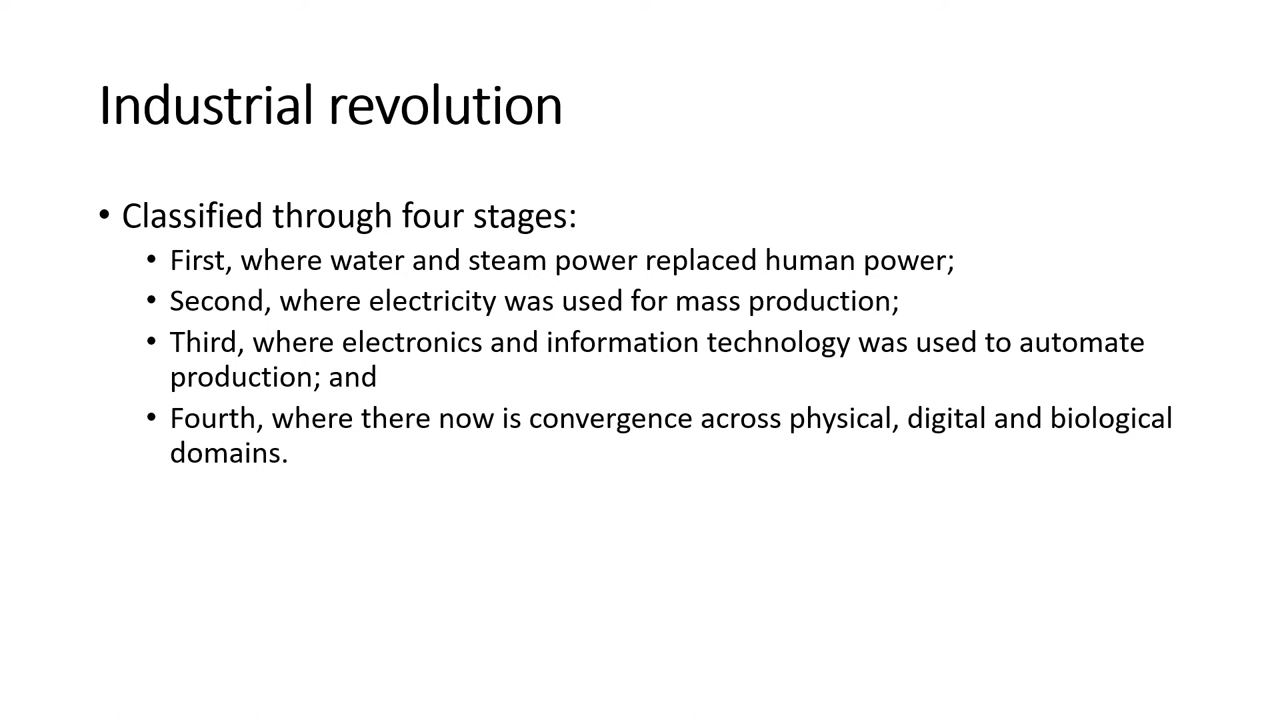 Industrial revolution
• Classified through four stages:
• First, where water and steam power replaced human power;
• Second, where electricity was used for mass production;
• Third, where electronics and information technology was used to automate
production; and
• Fourth, where there now is convergence across physical, digital and biological
domains.